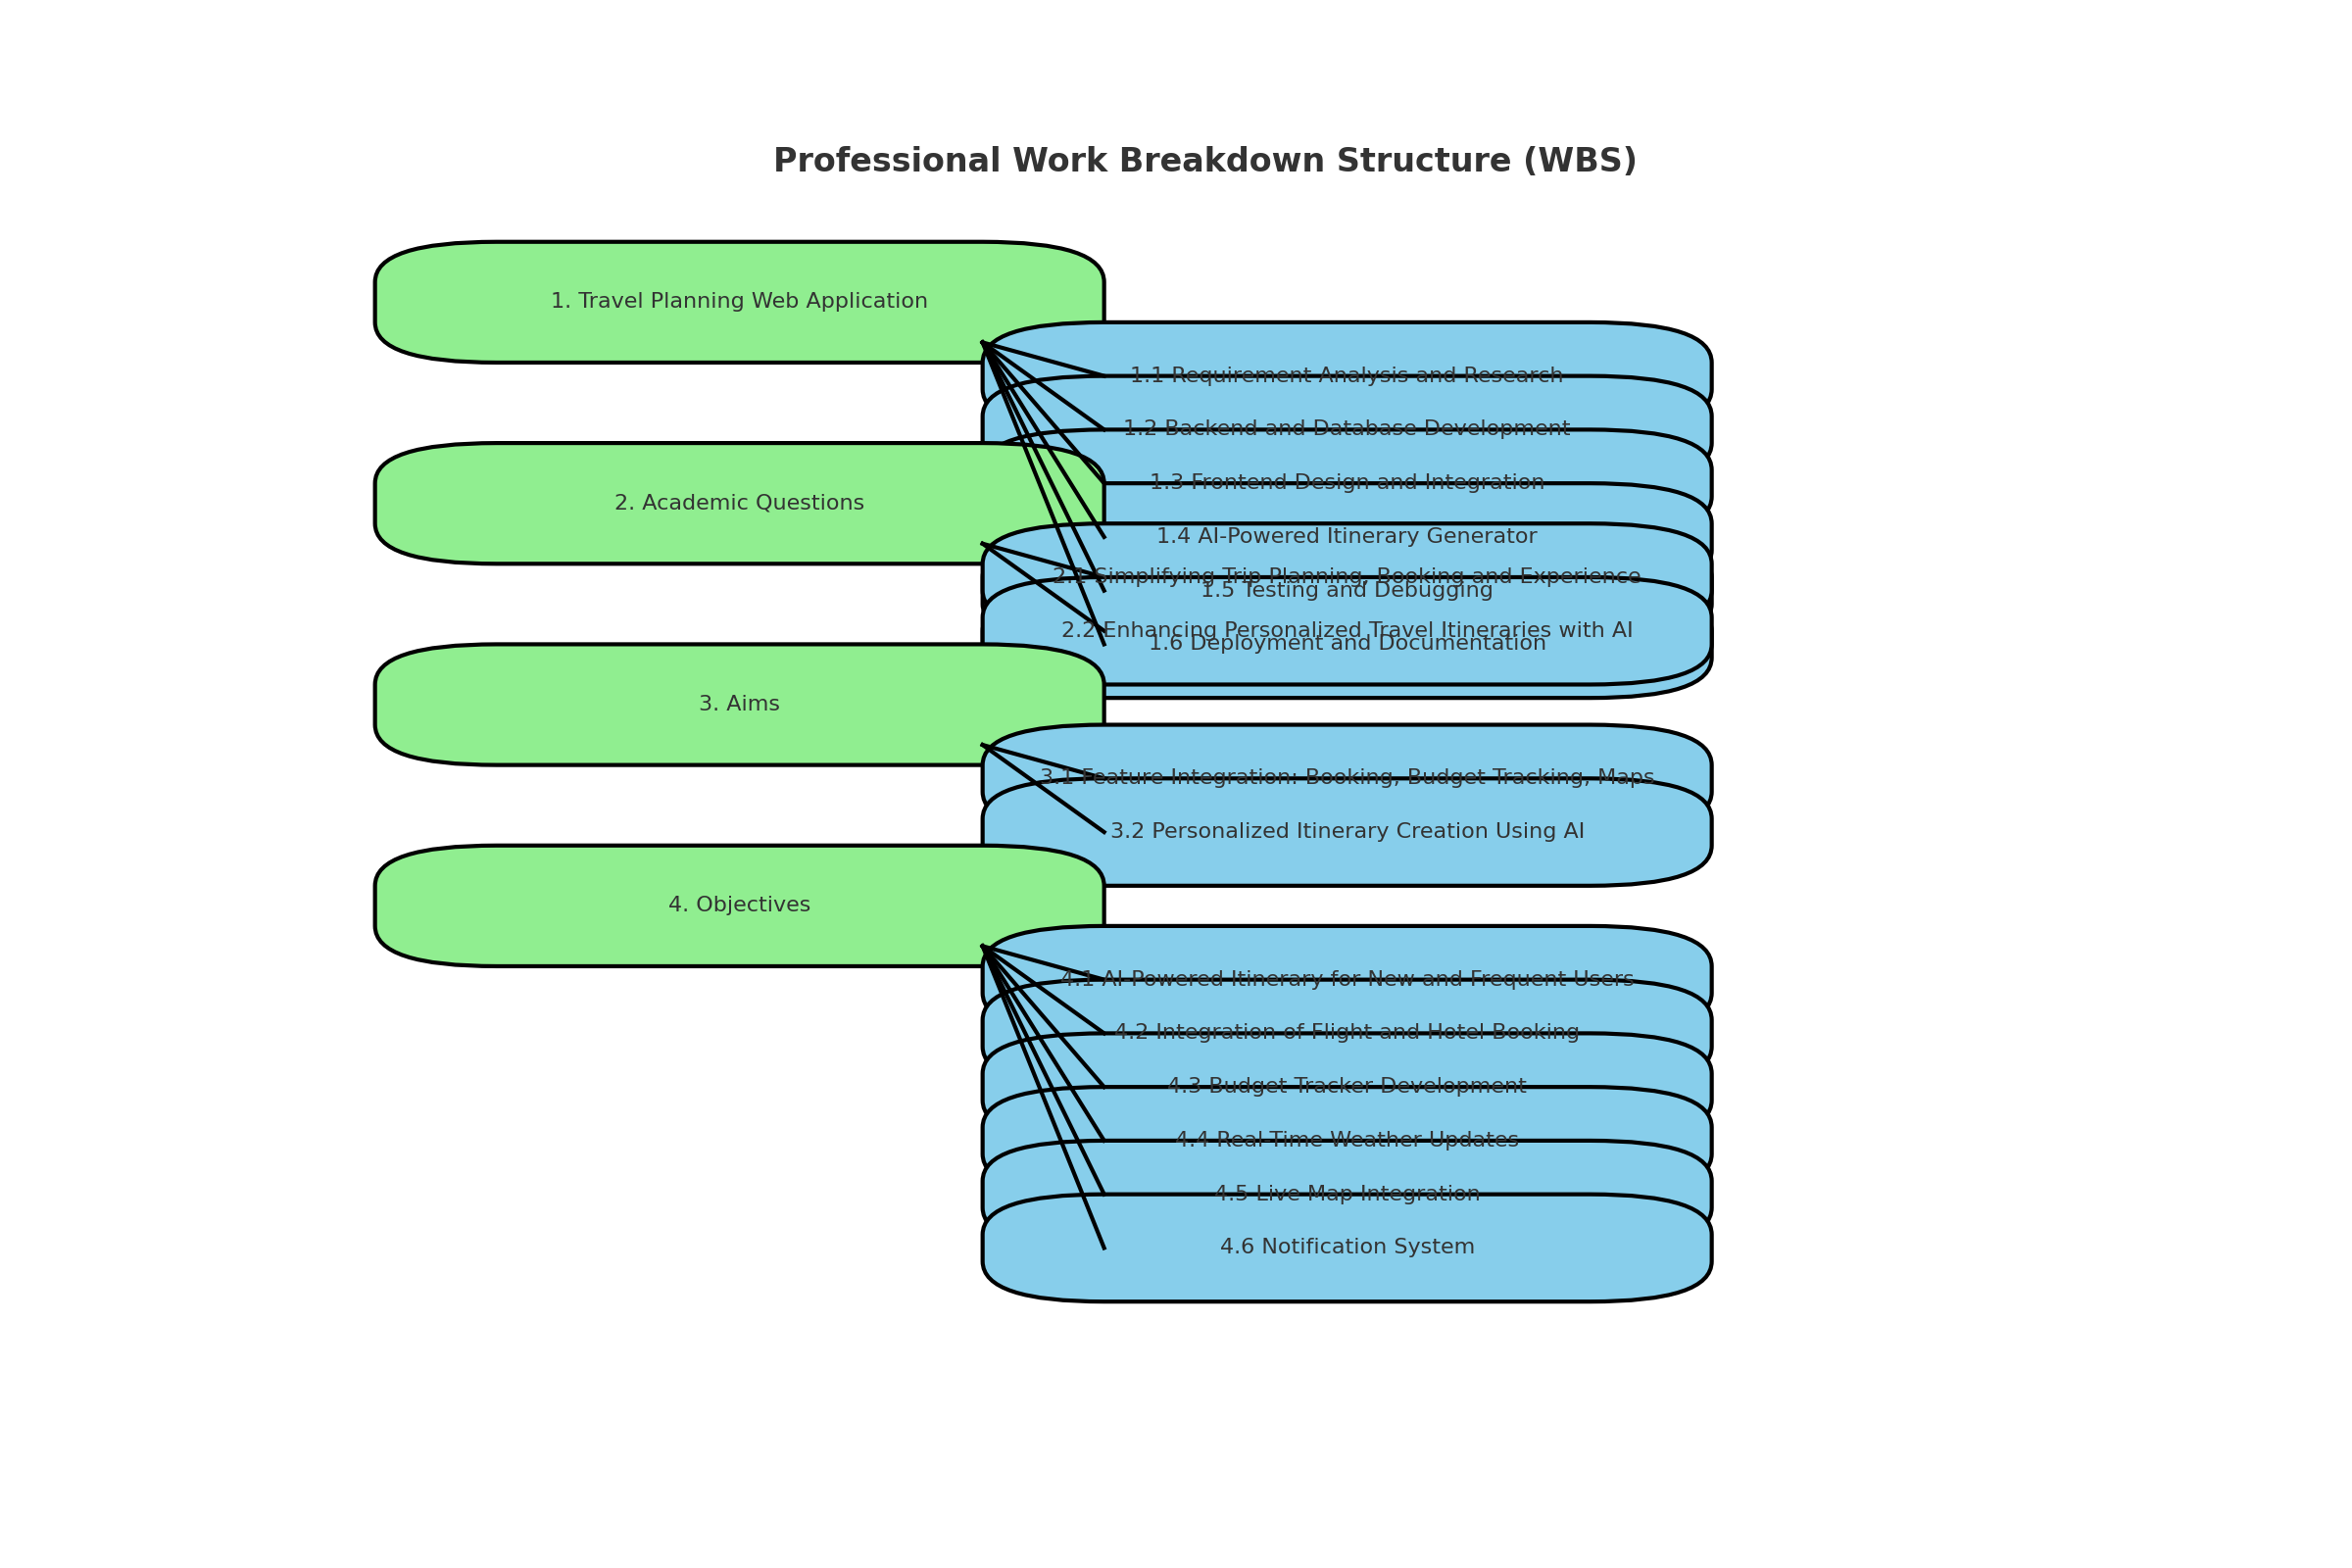 Professional Work Breakdown Structure (WBS)
1. Travel Planning Web Application
1.1 Requirement Analysis and Research
1.2 Backend and Database Development
1.3 Frontend Design and Integration
1.4 AI-Powered Itinerary Generator
1.5 Testing and Debugging
1.6 Deployment and Documentation
2. Academic Questions
2.1 Simplifying Trip Planning, Booking and Experience
2.2 Enhancing Personalized Travel Itineraries with AI
3. Aims
3.1 Feature Integration: Booking, Budget Tracking, Maps
3.2 Personalized Itinerary Creation Using AI
4. Objectives
4.1 AI-Powered Itinerary for New and Frequent Users
4.2 Integration of Flight and Hotel Booking
4.3 Budget Tracker Development
4.4 Real-Time Weather Updates
4.5 Live Map Integration
4.6 Notification System